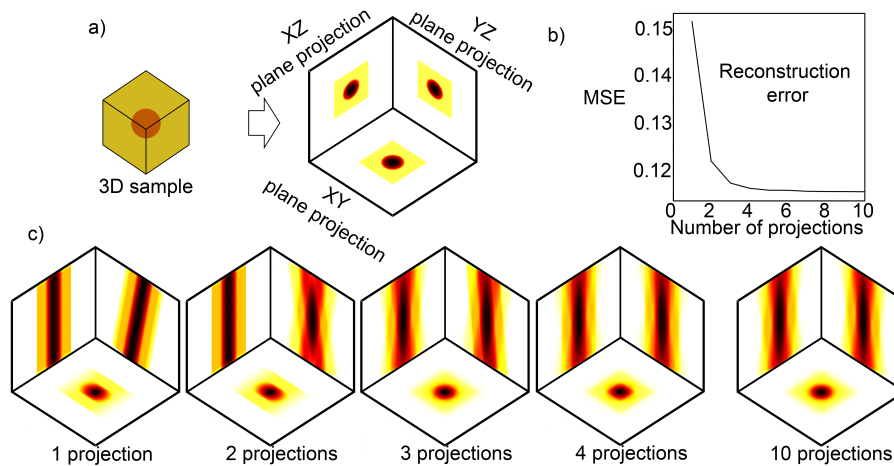 a)
XZ
plane projection
YZ
plane projection
XY
plane projection
3D sample
b)
0.15
0.14
0.13
0.12
MSE
Reconstruction
error
0 2 4 6 8 10
Number of projections
c)
1 projection
2 projections
3 projections
4 projections
10 projections